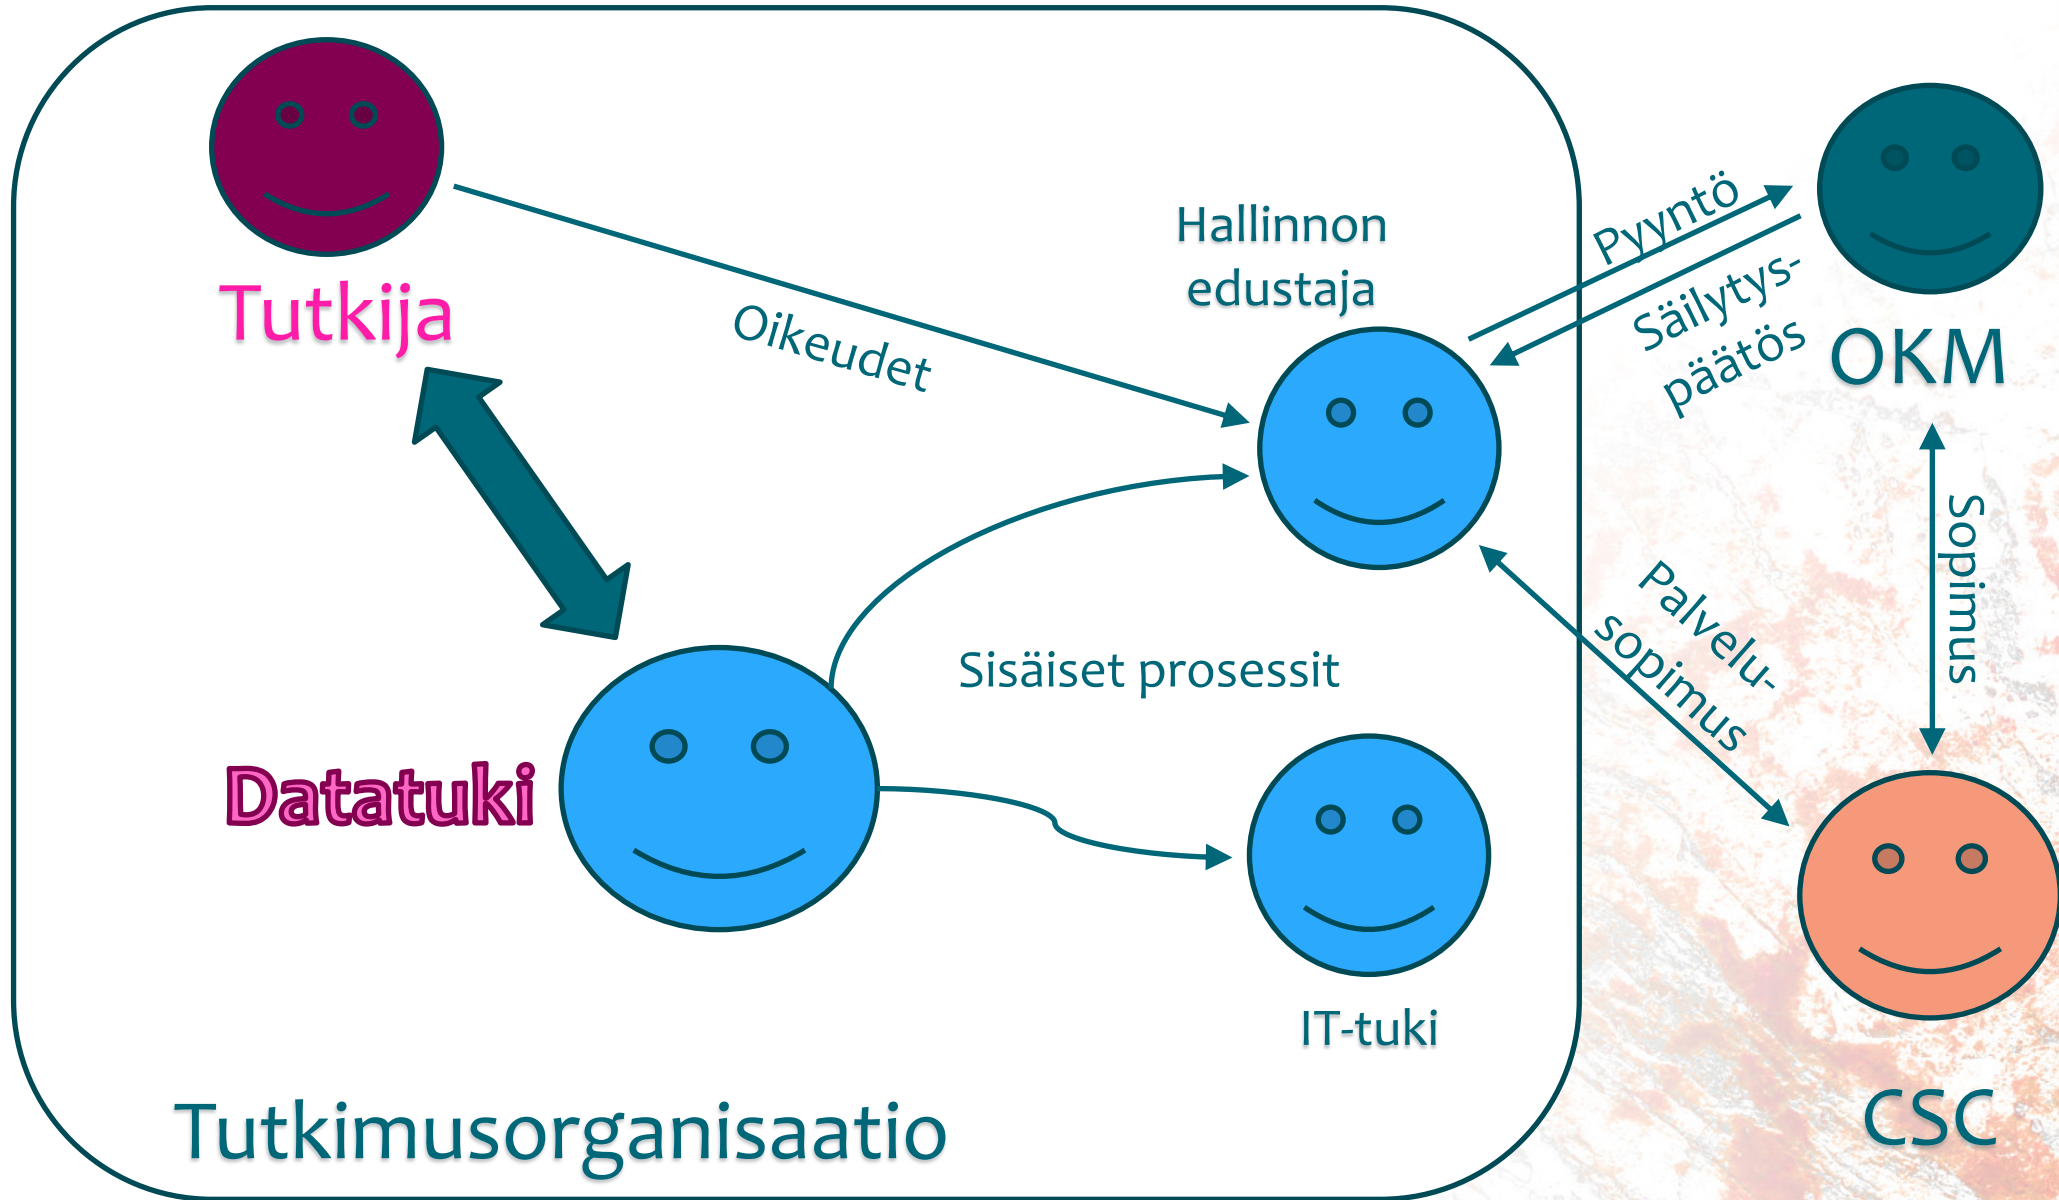 Tutkija
Oikeudet
Hallinnon
edustaja
Pyyntö
Säilytys-
päätös
OKM
Sopimus
Palvelu-
sopimus
Sisäiset prosessit
Datatuki
IT-tuki
Tutkimusorganisaatio
CSC